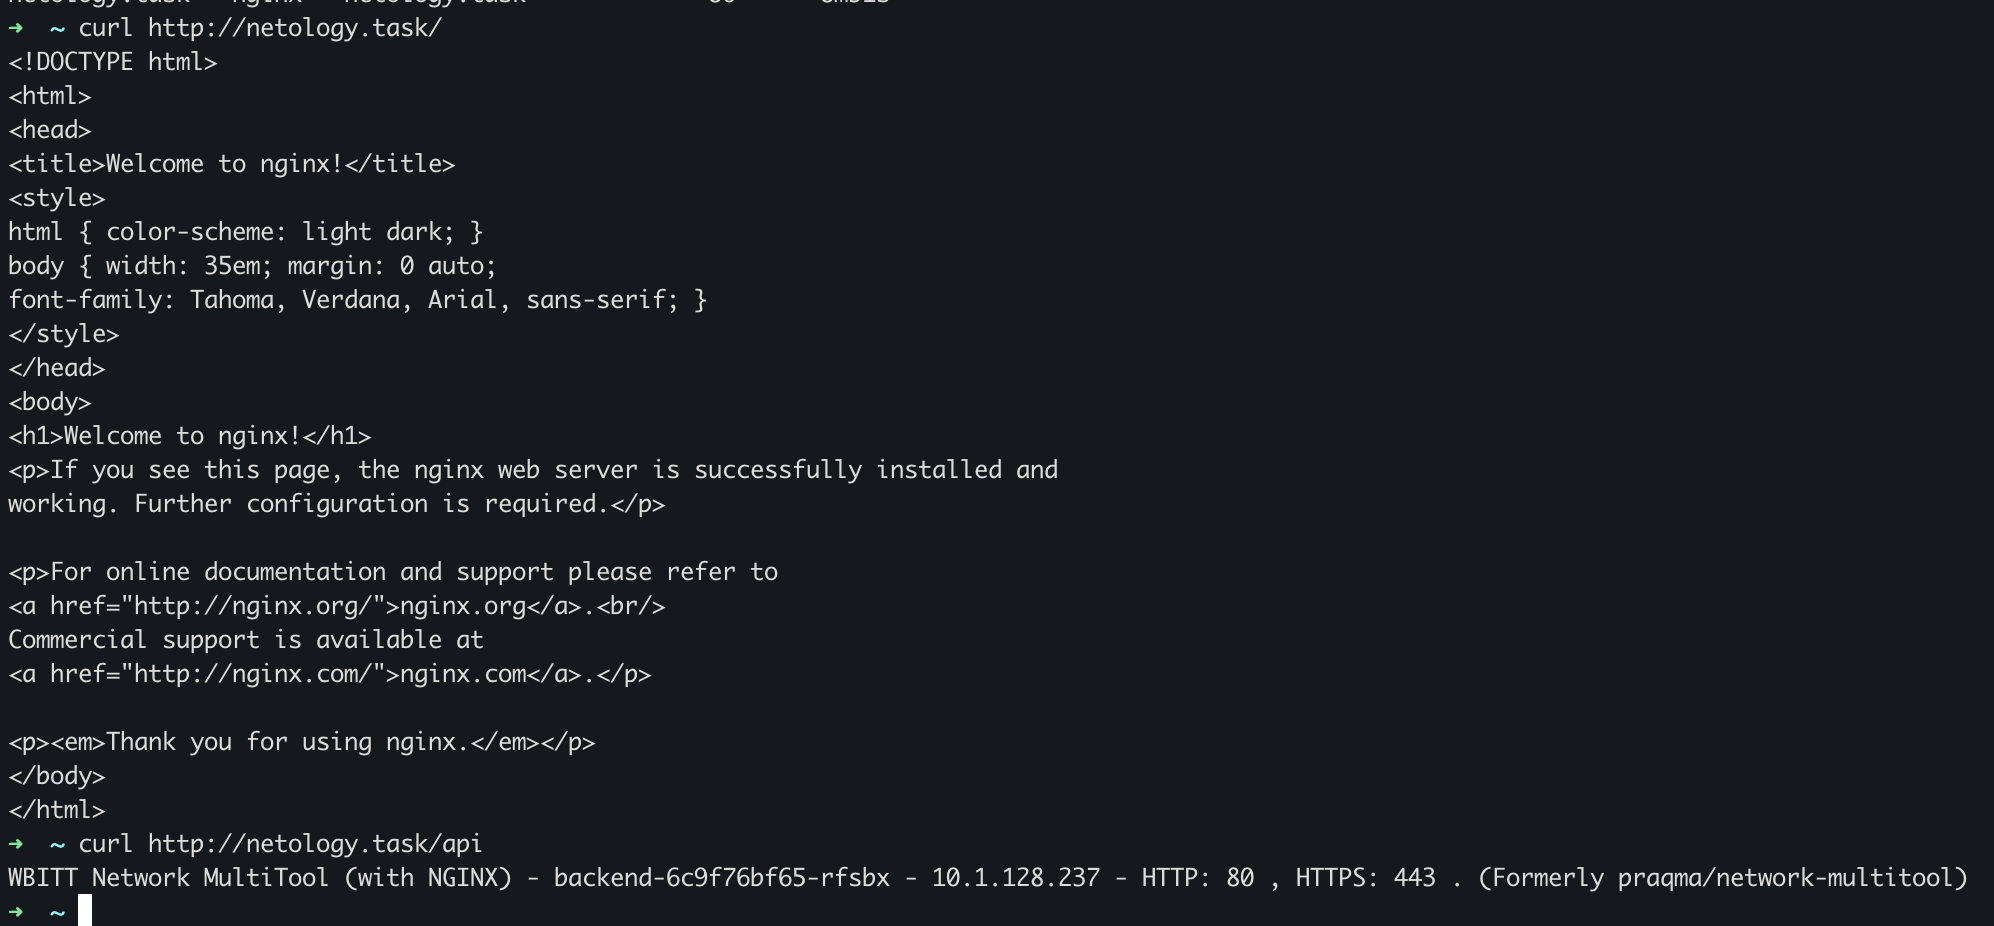 ➜  ~ curl http://netology.task/
<!DOCTYPE html>
<html>
<head>
<title>Welcome to nginx!</title>
<style>
html { color-scheme: light dark; }
body { width: 35em; margin: 0 auto;
font-family: Tahoma, Verdana, Arial, sans-serif; }
</style>
</head>
<body>
<h1>Welcome to nginx!</h1>
<p>If you see this page, the nginx web server is successfully installed and
working. Further configuration is required.</p>

<p>For online documentation and support please refer to
<a href="http://nginx.org/">nginx.org</a>.<br/>
Commercial support is available at
<a href="http://nginx.com/">nginx.com</a>.</p>

<p><em>Thank you for using nginx.</em></p>
</body>
</html>
➜  ~ curl http://netology.task/api
WBITT Network MultiTool (with NGINX) - backend-6c9f76bf65-rfsbx - 10.1.128.237 - HTTP: 80 , HTTPS: 443 . (Formerly praqma/network-multitool)
➜  ~